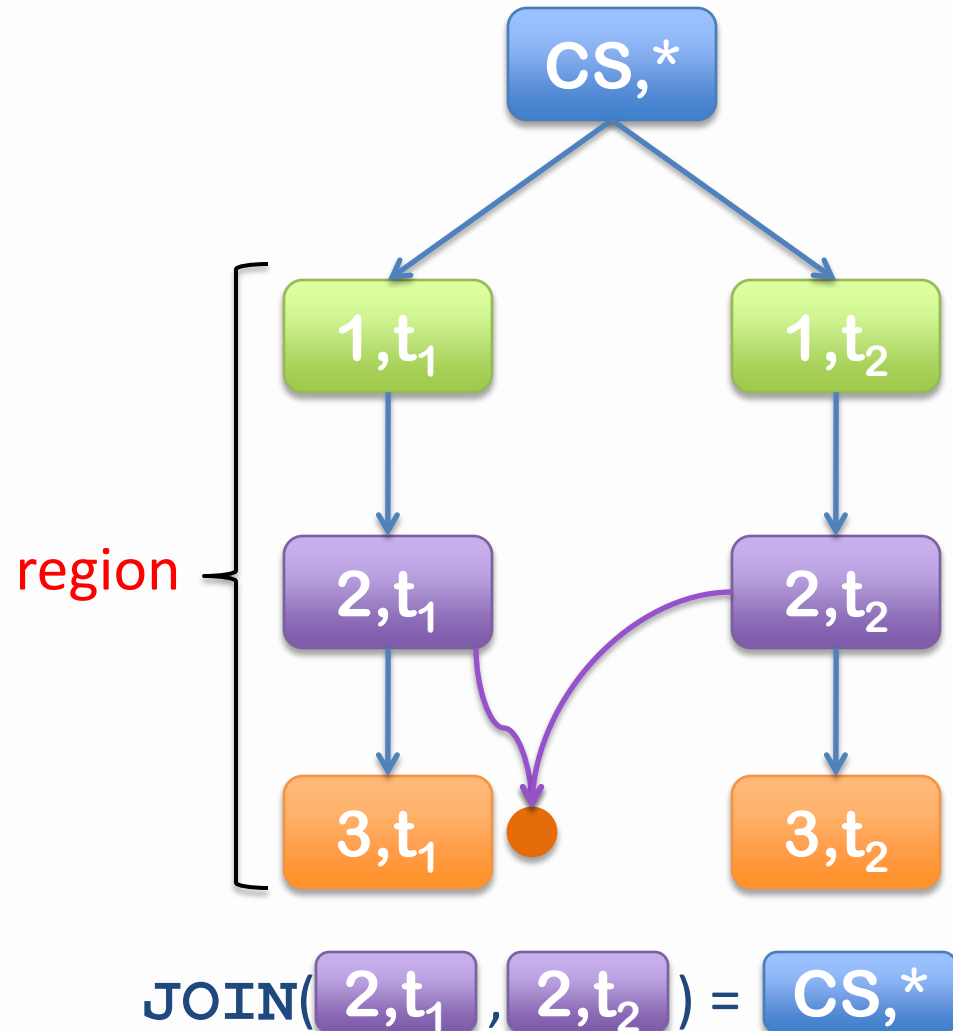 CS,*
1,t₁ 1,t₂
region 2,t₁ 2,t₂
3,t₁ 3,t₂
JOIN( 2,t₁ , 2,t₂ ) = CS,*